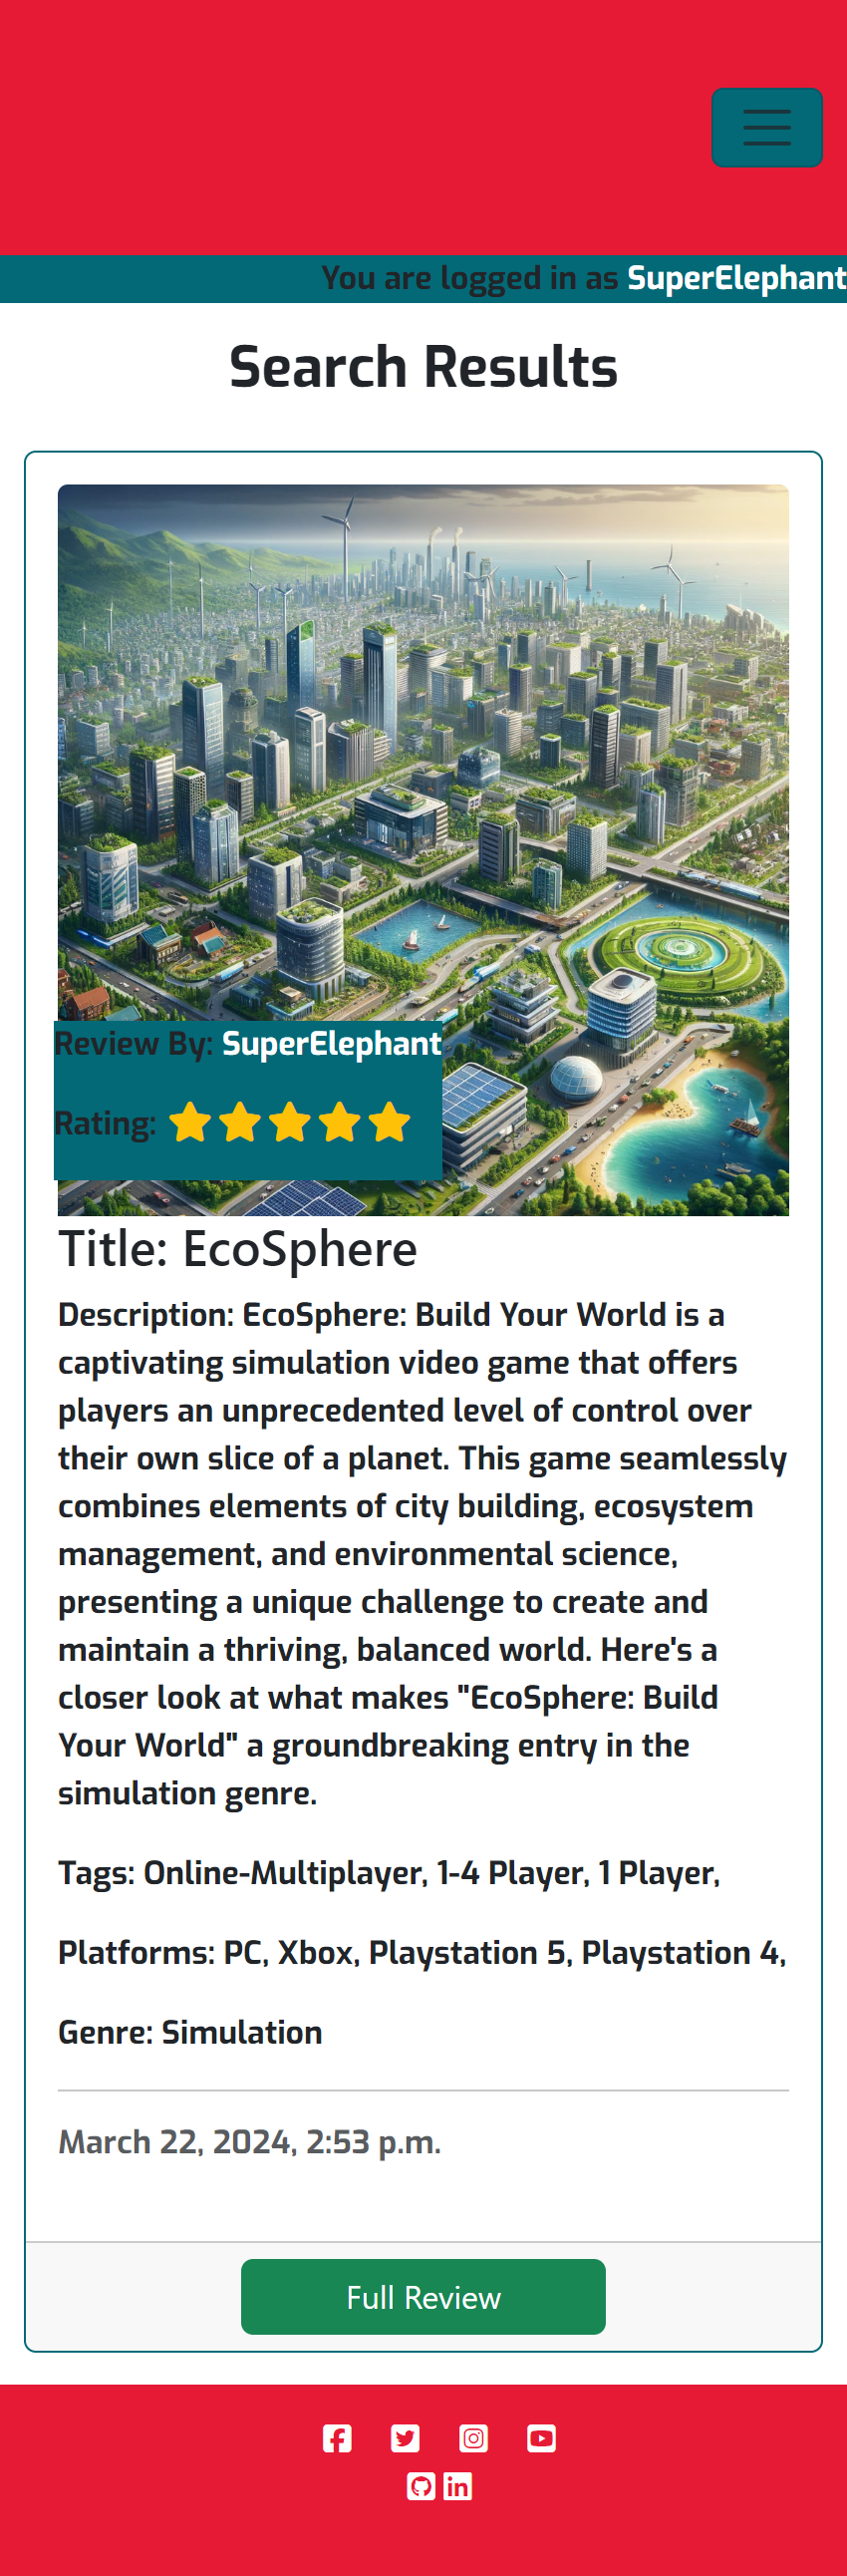 You are logged in as SuperElephant
Search Results
Review By: SuperElephant
Rating:
Title: EcoSphere
Description: EcoSphere: Build Your World is a
captivating simulation video game that offers
players an unprecedented level of control over
their own slice of a planet. This game seamlessly
combines elements of city building, ecosystem
management, and environmental science,
presenting a unique challenge to create and
maintain a thriving, balanced world. Here's a
closer look at what makes "EcoSphere: Build
Your World" a groundbreaking entry in the
simulation genre.
Tags: Online-Multiplayer, 1-4 Player, 1 Player,
Platforms: PC, Xbox, Playstation 5, Playstation 4,
Genre: Simulation
March 22, 2024, 2:53 p.m.
Full Review